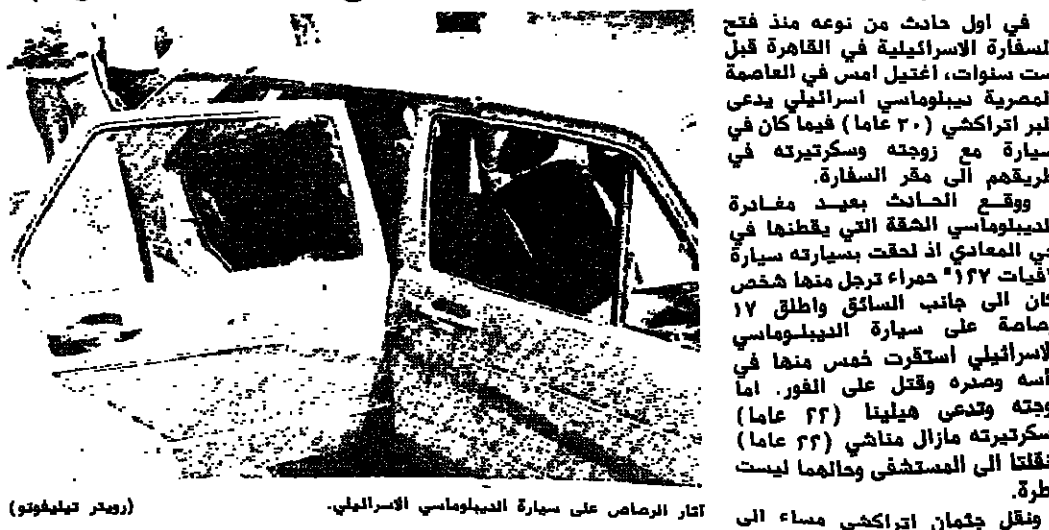 في اول حادث من نوعه منذ فتح
لسفارة الاسرائيلية في القاهرة قبل
ست سنوات، اغتيل امس في العاصمة
لمصرية ديبلوماسي اسرائيلي يدعى
لبر اتراكشي (٣٠ عاما) فيما كان في
سيارة مع زوجته وسكرتيرته في
طريقهم الى مقر السفارة.
ووقع الحادث بعيد مغادرة
لديبلوماسي الشقة التي يقطنها في
حي المعادي اذ لحقت بسيارته سيارة
"فيات ١٢٧" حمراء ترجل منها شخص
كان الى جانب السائق واطلق ١٧
صاصة على سيارة الديبلوماسي
لاسرائيلي استقرت خمس منها في
أسه وصدره وقتل على الفور. اما
وجته وتدعى هيلينا (٢٢ عاما)
سكرتيرته مازال مناشي (٢٢ عاما)
نقلتا الى المستشفى وحالهما ليست
طرة.
ونقل جثمان اتراكشي مساء الى
آثار الرصاص على سيارة الديبلوماسي الاسرائيلي.
(رويتر تيليفوتو)